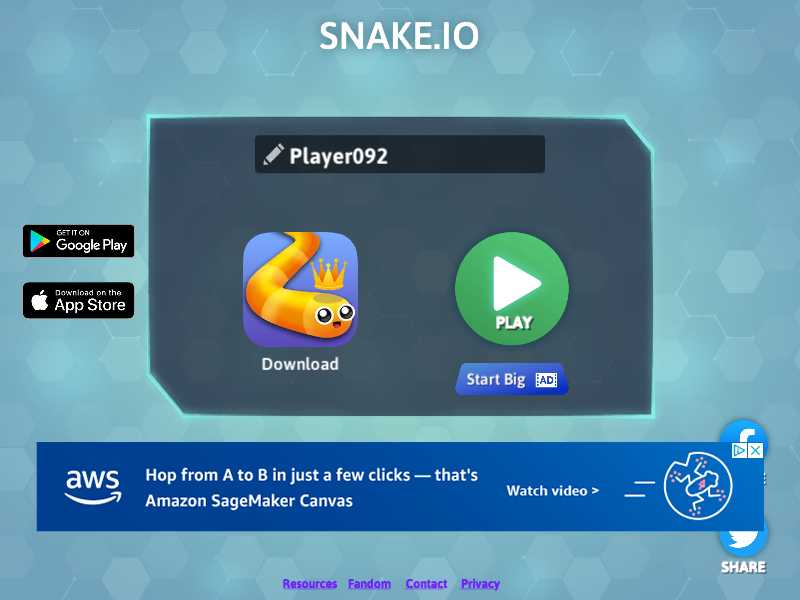 SNAKE.IO
Player092
GET IT ON
Google Play
Download on the
App Store
PLAY
Download
Start Big AD
aws
Hop from A to B in just a few clicks — that's
Amazon SageMaker Canvas
Watch video >
SHARE
Resources Fandom Contact Privacy